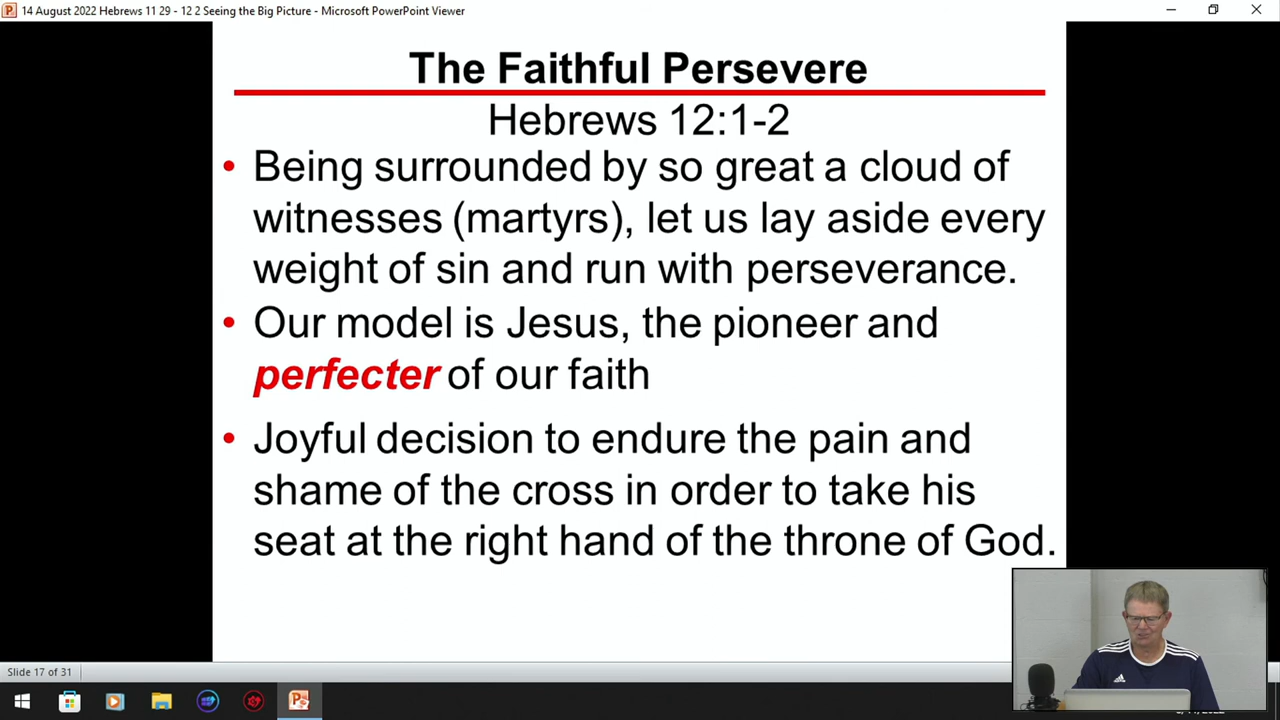 14 August 2022 Hebrews 11 29 - 12 2 Seeing the Big Picture - Microsoft PowerPoint Viewer
The Faithful Persevere
Hebrews 12:1-2
• Being surrounded by so great a cloud of
witnesses (martyrs), let us lay aside every
weight of sin and run with perseverance.
• Our model is Jesus, the pioneer and
perfecter of our faith
• Joyful decision to endure the pain and
shame of the cross in order to take his
seat at the right hand of the throne of God.
Slide 17 of 31